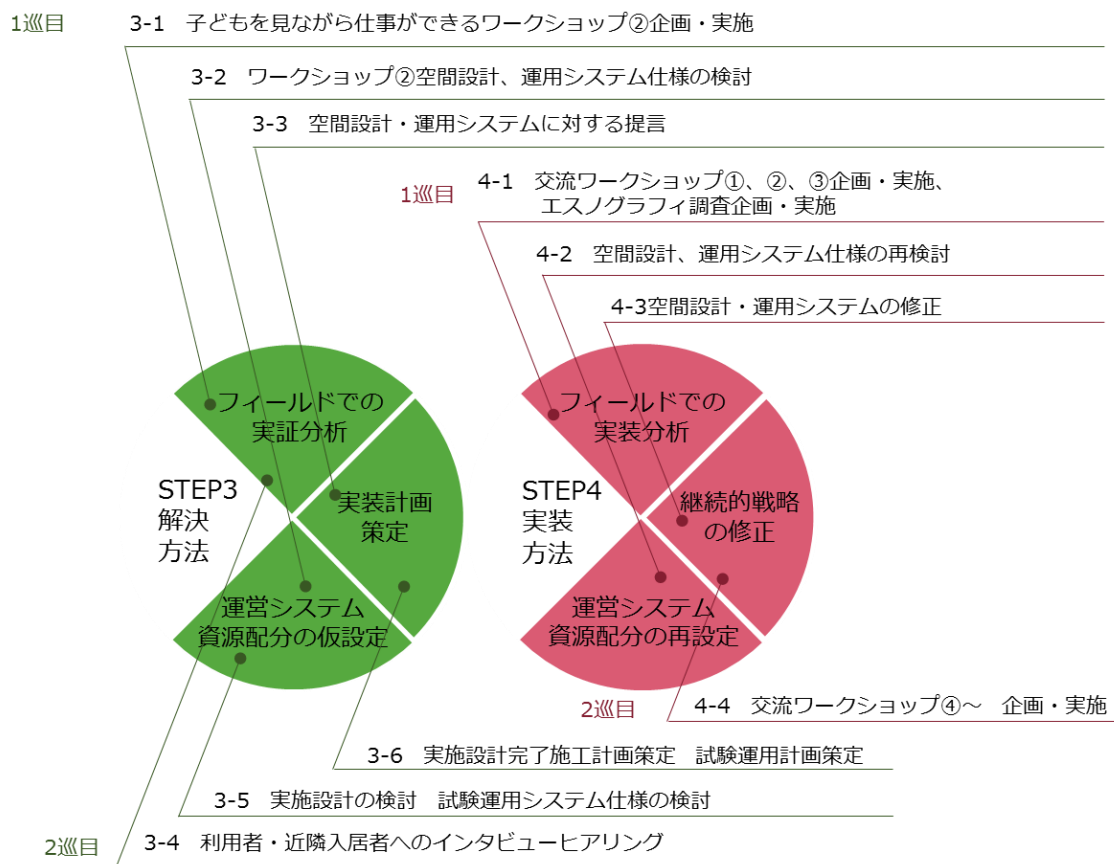 1巡目
3-1　子どもを見ながら仕事ができるワークショップ②企画・実施
3-2　ワークショップ②空間設計、運用システム仕様の検討
3-3　空間設計・運用システムに対する提言
1巡目
4-1　交流ワークショップ①、②、③企画・実施、
エスノグラフィ調査企画・実施
4-2　空間設計、運用システム仕様の再検討
4-3空間設計・運用システムの修正
フィールドでの
実証分析
STEP3
解決
方法
実装計画
策定
運営システム
資源配分の仮設定
フィールドでの
実装分析
STEP4
実装
方法
継続的戦略
の修正
運営システム
資源配分の再設定
2巡目
4-4　交流ワークショップ④～　企画・実施
3-6　実施設計完了施工計画策定　試験運用計画策定
3-5　実施設計の検討　試験運用システム仕様の検討
2巡目
3-4　利用者・近隣入居者へのインタビューヒアリング